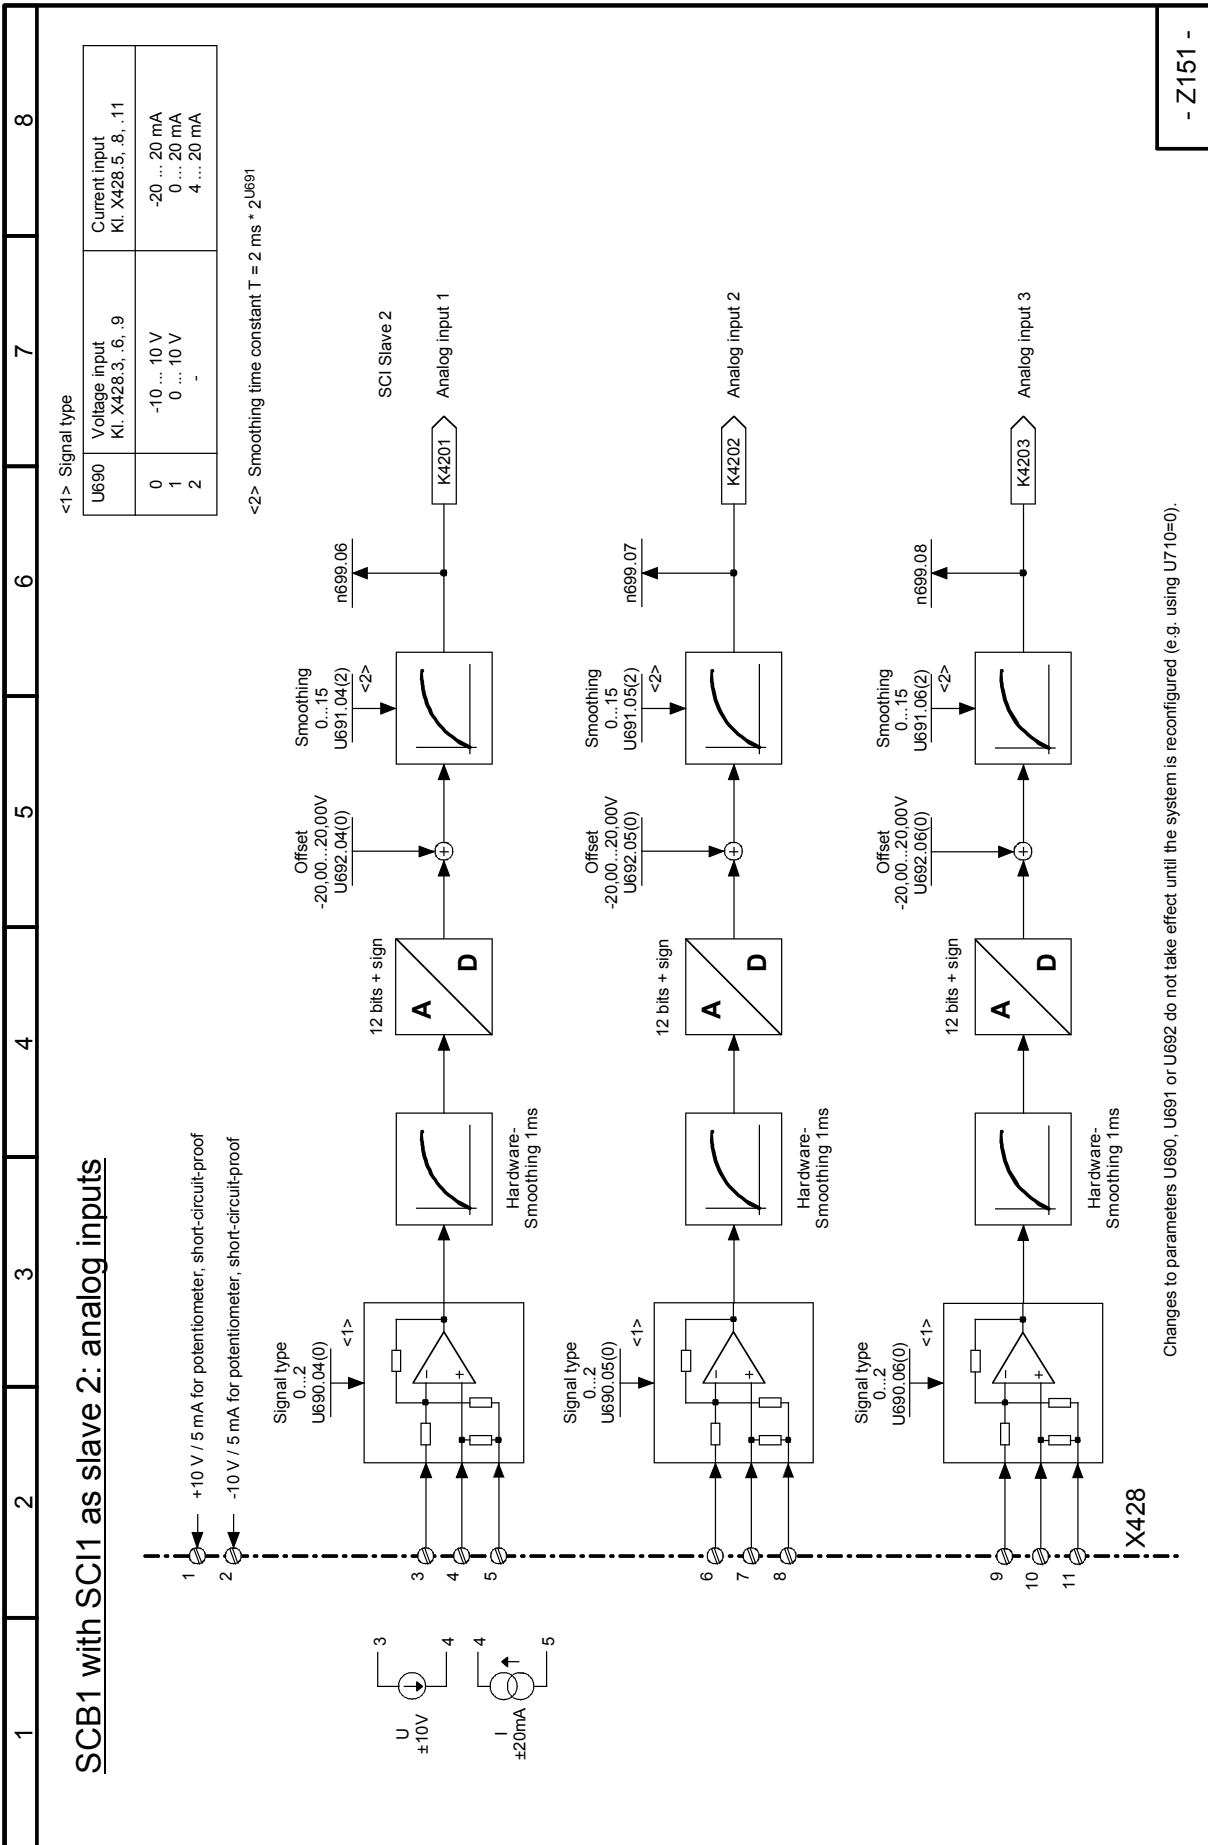 1
2
3
4
5
6
7
8
SCB1 with SCI1 as slave 2: analog inputs
<1> Signal type
U690
Voltage input
Kl. X428.3, .6, .9
Current input
Kl. X428.5, .8, .11
0
-10 ... 10 V
-20 ... 20 mA
1
0 ... 10 V
0 ... 20 mA
2
-
4 ... 20 mA
<2> Smoothing time constant T = 2 ms * 2^U691
1
+10 V / 5 mA for potentiometer, short-circuit-proof
2
-10 V / 5 mA for potentiometer, short-circuit-proof
U
±10V
3
4
I
±20mA
4
5
SCI Slave 2
3
4
5
Signal type
0...2
U690.04(0)
<1>
-
+
Hardware-
Smoothing 1ms
12 bits + sign
A
D
Offset
-20,00...20,00V
U692.04(0)
+
Smoothing
0...15
U691.04(2)
<2>
n699.06
K4201
Analog input 1
6
7
8
Signal type
0...2
U690.05(0)
<1>
-
+
Hardware-
Smoothing 1ms
12 bits + sign
A
D
Offset
-20,00...20,00V
U692.05(0)
+
Smoothing
0...15
U691.05(2)
<2>
n699.07
K4202
Analog input 2
9
10
11
Signal type
0...2
U690.06(0)
<1>
-
+
Hardware-
Smoothing 1ms
12 bits + sign
A
D
Offset
-20,00...20,00V
U692.06(0)
+
Smoothing
0...15
U691.06(2)
<2>
n699.08
K4203
Analog input 3
X428
Changes to parameters U690, U691 or U692 do not take effect until the system is reconfigured (e.g. using U710=0).
- Z151 -